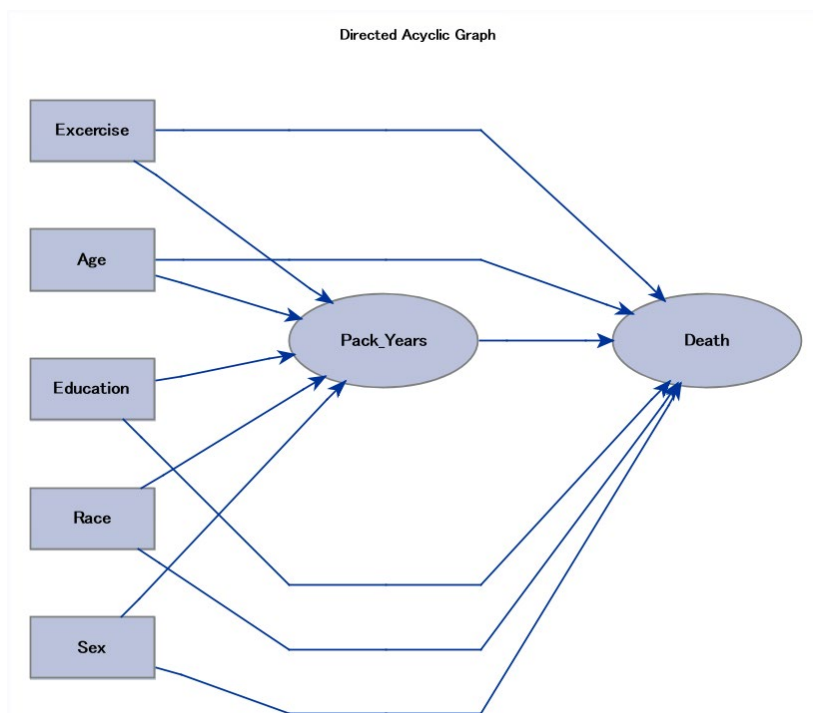 Directed Acyclic Graph
Excercise
Age
Pack_Years
Death
Education
Race
Sex